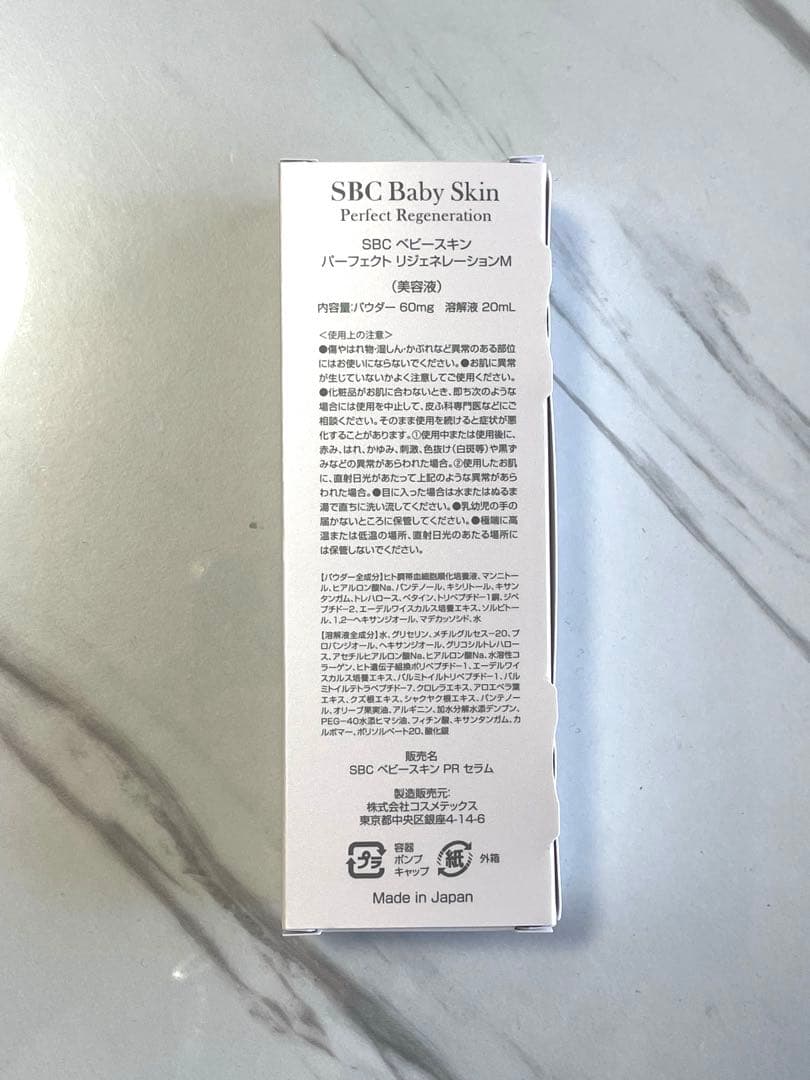 SBC Baby Skin
Perfect Regeneration
SBC ベビースキン
パーフェクト リジェネレーションM
（美容液）
内容量:パウダー 60mg 溶解液 20mL
＜使用上の注意＞
●傷やはれ物・湿しん・かぶれなど異常のある部位
にはお使いにならないでください。●お肌に異常
が生じていないかよく注意してご使用ください。
●化粧品がお肌に合わないとき、即ち次のような
場合には使用を中止して、皮ふ科専門医などにご
相談ください。そのまま使用を続けると症状が悪
化することがあります。①使用中または使用後に、
赤み、はれ、かゆみ、刺激、色抜け（白斑等）や黒ず
みなどの異常があらわれた場合。②使用したお肌
に、直射日光があたって上記のような異常があら
われた場合。●目に入った場合は水またはぬるま
湯で直ちに洗い流してください。●乳幼児の手の
届かないところに保管してください。●極端に高
温または低温の場所、直射日光のあたる場所に
は保管しないでください。
【パウダー全成分】ヒト臍帯血細胞順化培養液、マンニトー
ル、ヒアルロン酸Na、パンテノール、キシリトール、キサン
タンガム、トレハロース、ベタイン、トリペプチド-1銅、ジペ
プチド-2、エーデルワイスカルス培養エキス、ソルビトー
ル、1,2-ヘキサンジオール、マデカッソシド、水
【溶解液全成分】水、グリセリン、メチルグルセス-20、プ
ロパンジオール、ヘキサンジオール、グリコシルトレハロー
ス、アセチルヒアルロン酸Na、ヒアルロン酸Na、水溶性コ
ラーゲン、ヒト遺伝子組換ポリペプチド-1、エーデルワイ
スカルス培養エキス、パルミトイルトリペプチド-1、パル
ミトイルテトラペプチド-7、クロレラエキス、アロエベラ葉
エキス、クズ根エキス、シャクヤク根エキス、パンテノー
ル、オリーブ果実油、アルギニン、加水分解水添デンプン、
PEG-40水添ヒマシ油、フィチン酸、キサンタンガム、カ
ルボマー、ポリソルベート20、酸化銀
販売名
SBC ベビースキン PR セラム
製造販売元:
株式会社コスメテックス
東京都中央区銀座4-14-6
プラ
容器
ポンプ
キャップ
紙
外箱
Made in Japan